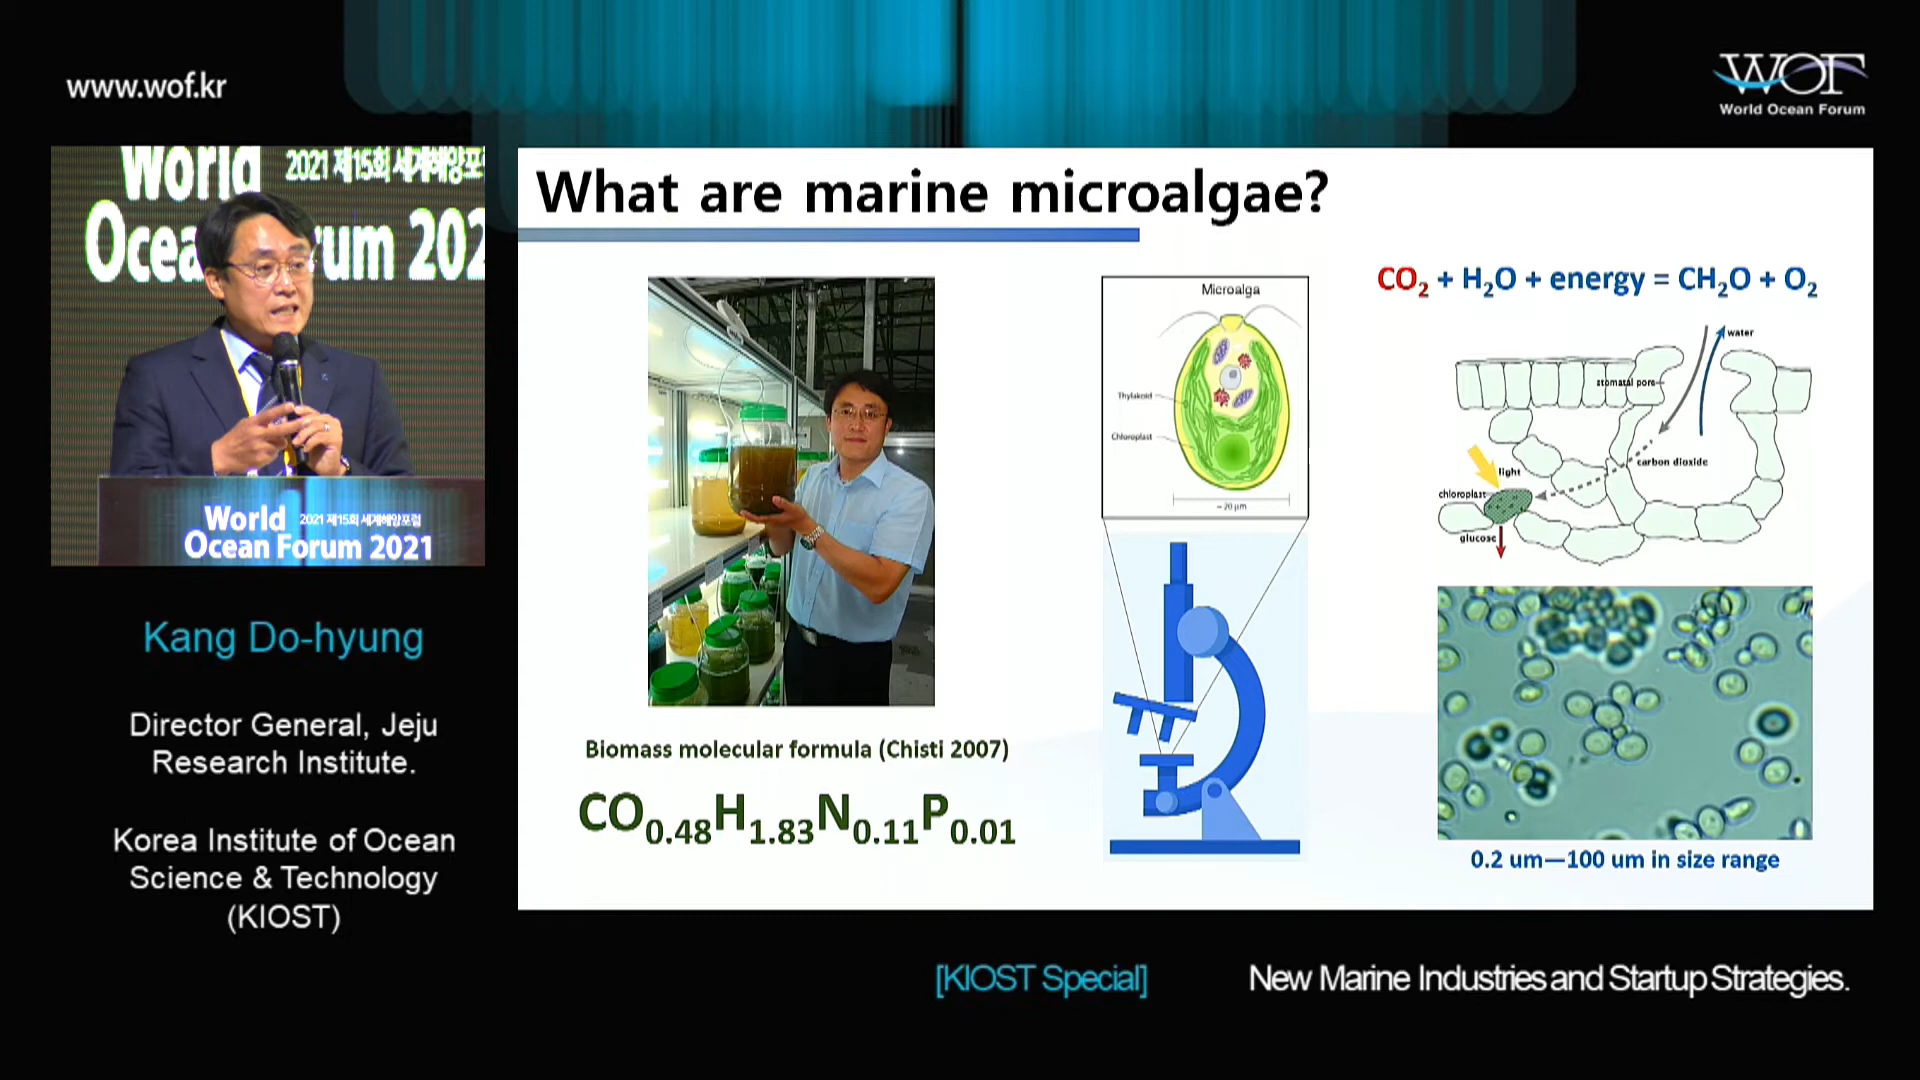 www.wof.kr
WOF
World Ocean Forum
World
2021 제15회 세계해양포
Ocea
rum 202
World 2021 제15회 세계해양포럼
Ocean Forum 2021
Kang Do-hyung
Director General, Jeju
Research Institute.
Korea Institute of Ocean
Science & Technology
(KIOST)
What are marine microalgae?
Biomass molecular formula (Chisti 2007)
CO0.48H1.83N0.11P0.01
Microalga
Thylakoid
Chloroplast
~20 μm
CO2 + H2O + energy = CH2O + O2
water
stomatal pore
carbon dioxide
light
chloroplast
glucose
0.2 um—100 um in size range
[KIOST Special]
New Marine Industries and Startup Strategies.